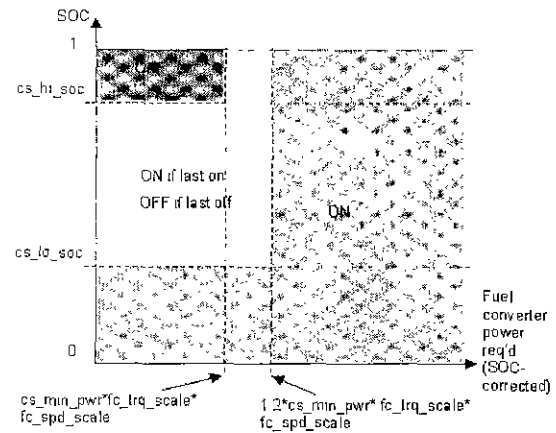 SOC
1
cs_hi_soc
ON if last on
OFF if last off
ON
cs_lo_soc
0
Fuel
converter
power
req'd
(SOC-
corrected)
cs_min_pwr*fc_trq_scale*
fc_spd_scale
1.2*cs_min_pwr* fc_trq_scale*
fc_spd_scale